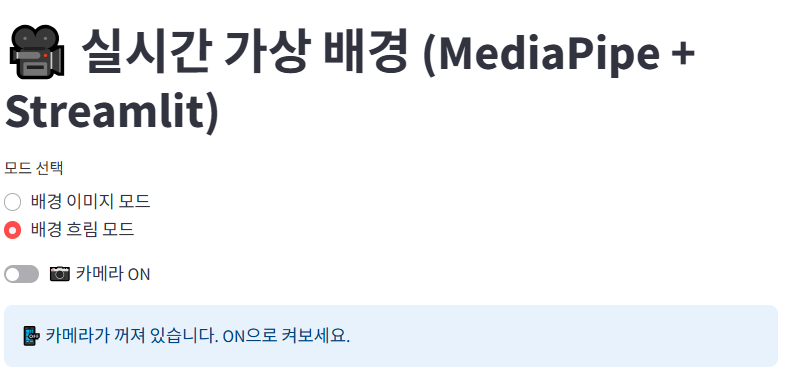 🎥 실시간 가상 배경 (MediaPipe +
Streamlit)
모드 선택
배경 이미지 모드
배경 흐림 모드
📷 카메라 ON
📴 카메라가 꺼져 있습니다. ON으로 켜보세요.